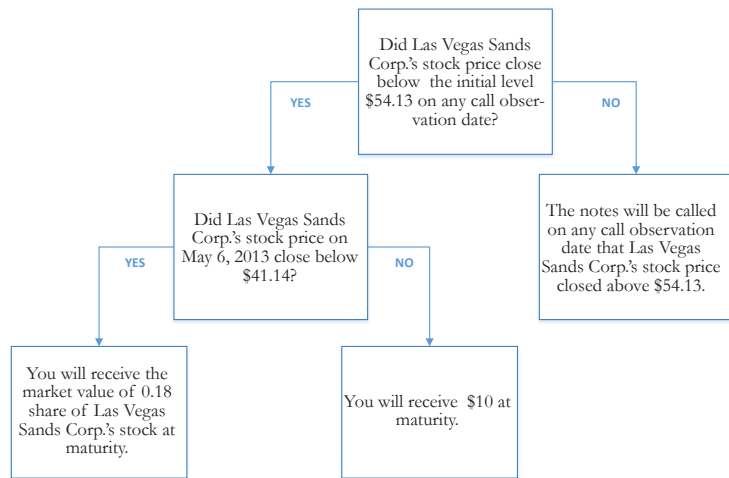 Did Las Vegas Sands
Corp.'s stock price close
below the initial level
$54.13 on any call obser-
vation date?
YES
NO
Did Las Vegas Sands
Corp.'s stock price on
May 6, 2013 close below
$41.14?
The notes will be called
on any call observation
date that Las Vegas
Sands Corp.'s stock price
closed above $54.13.
YES
NO
You will receive the
market value of 0.18
share of Las Vegas
Sands Corp.'s stock at
maturity.
You will receive $10 at
maturity.